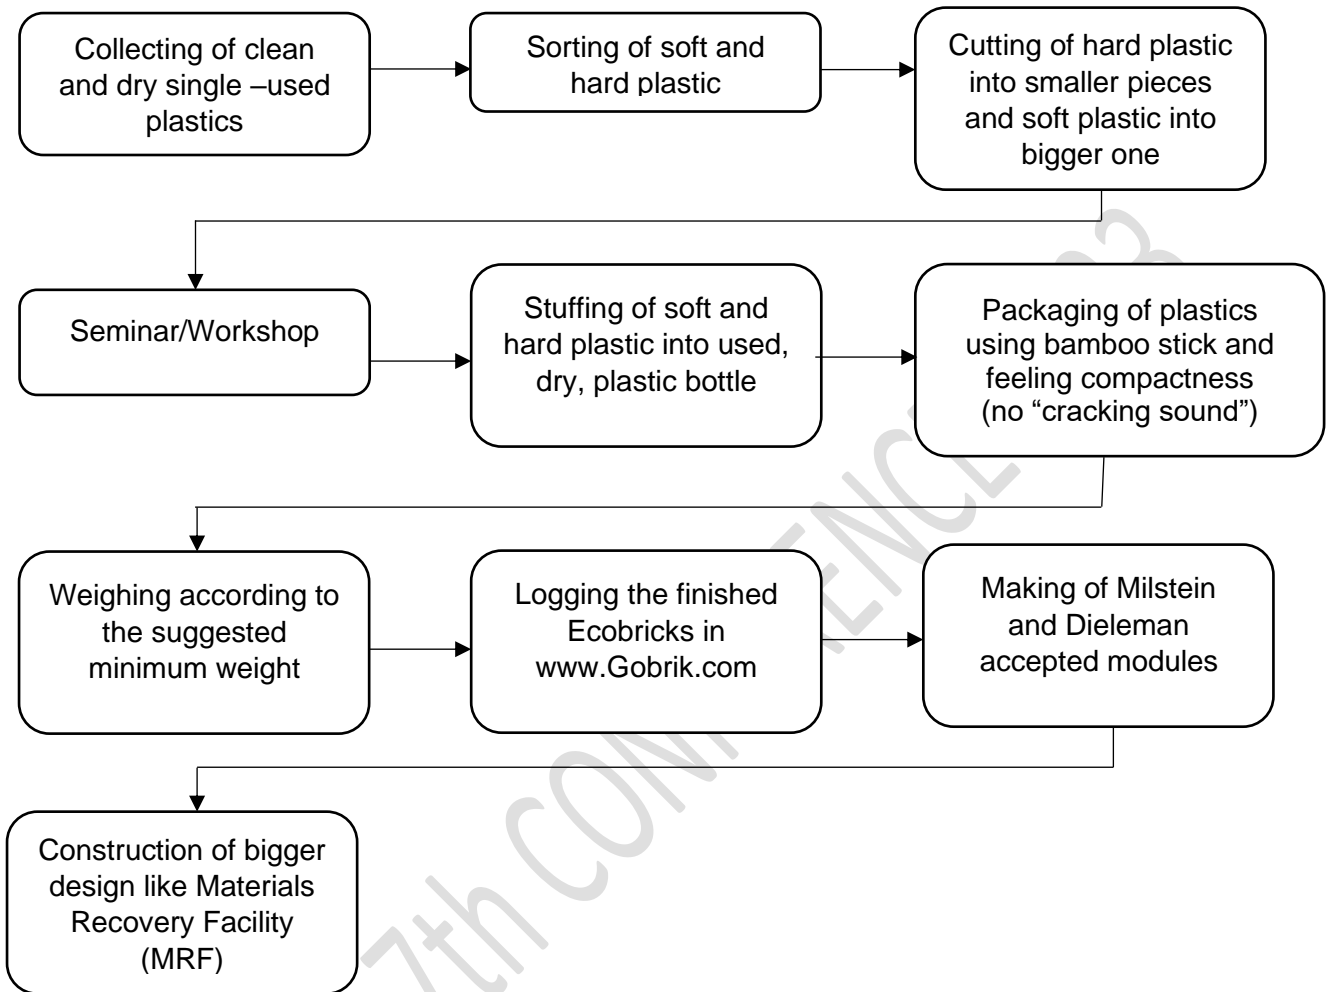 Collecting of clean
and dry single –used
plastics
Sorting of soft and
hard plastic
Cutting of hard plastic
into smaller pieces
and soft plastic into
bigger one
Seminar/Workshop
Stuffing of soft and
hard plastic into used,
dry, plastic bottle
Packaging of plastics
using bamboo stick and
feeling compactness
(no “cracking sound”)
Weighing according to
the suggested
minimum weight
Logging the finished
Ecobricks in
www.Gobrik.com
Making of Milstein
and Dieleman
accepted modules
Construction of bigger
design like Materials
Recovery Facility
(MRF)
7th